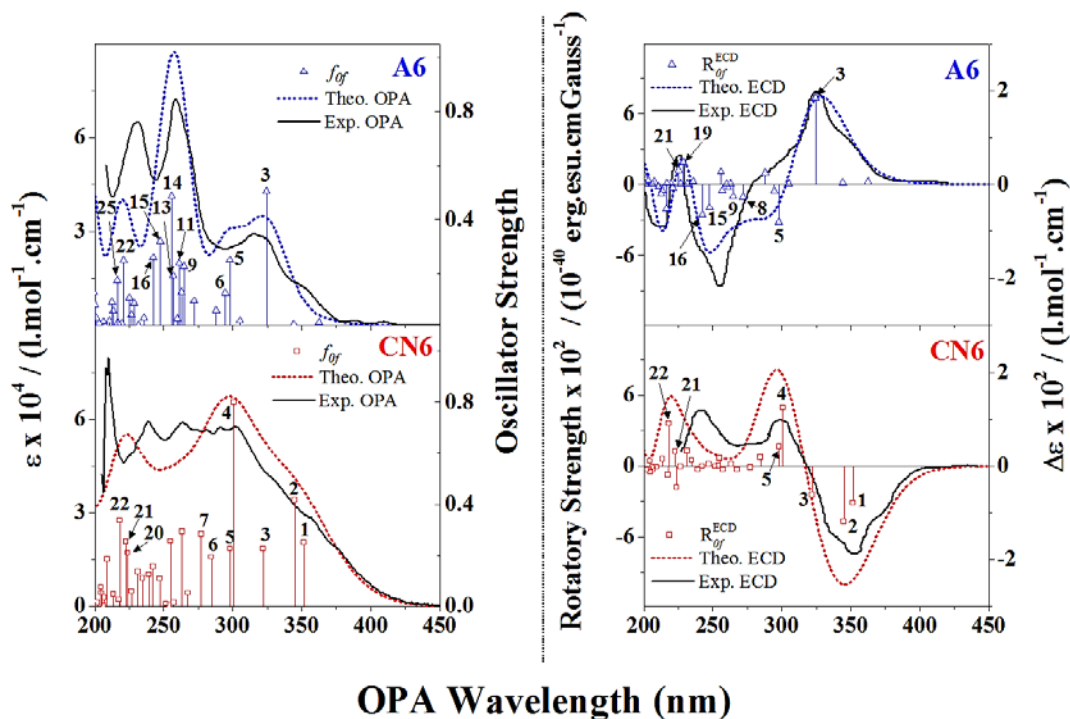 A6
f0f
Theo. OPA
Exp. OPA
25
22
15
13
14
11
16
9
6
5
3
6
3
0
0.8
0.4
0.0
CN6
f0f
Theo. OPA
Exp. OPA
4
2
22
21
20
7
6
5
3
1
9
6
3
0
0.8
0.4
0.0
200 250 300 350 400 450
ε x 10⁴ / (l.mol⁻¹.cm⁻¹)
Oscillator Strength
A6
R0f ECD
Theo. ECD
Exp. ECD
3
21
19
16
15
9
8
5
6
0
-6
2
0
-2
CN6
22
21
4
5
3
1
2
R0f ECD
Theo. ECD
Exp. ECD
6
0
-6
2
0
-2
200 250 300 350 400 450
Rotatory Strength x 10² / (10⁻⁴⁰ erg.esu.cm Gauss⁻¹)
Δε x 10² / (l.mol⁻¹.cm⁻¹)
OPA Wavelength (nm)